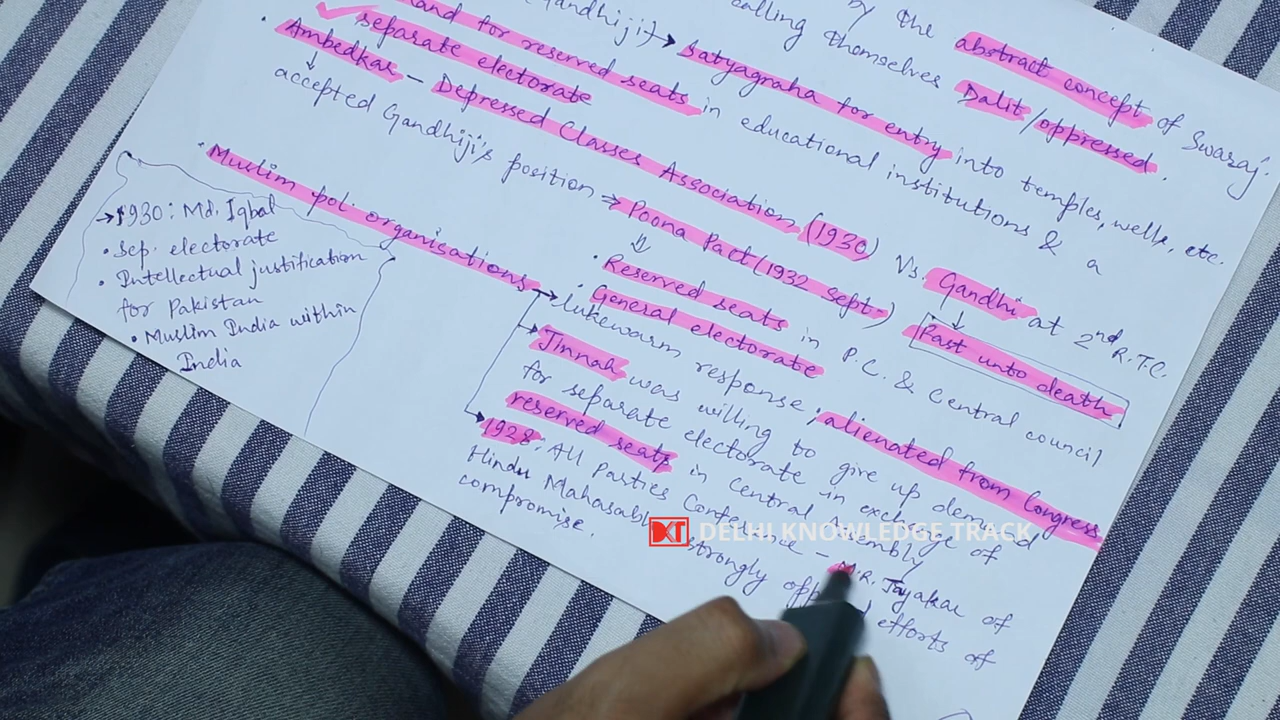 by the abstract concept of Swaraj.
calling themselves Dalit/oppressed.
Gandhiji) → Satyagraha for entry into temples, wells, etc.
and for reserved seats in educational institutions & a
separate electorate
• Ambedkar – Depressed Classes Association (1930) Vs. Gandhi at 2nd R.T.C.
accepted Gandhiji's position ⇒ Poona Pact (1932 Sept.)
Fast unto death
• Reserved seats in P.C. & Central council
• General electorate
• Muslim pol. organisations → lukewarm response, alienated from Congress
→ Jinnah was willing to give up demand
for separate electorate in exchange of
reserved seats in Central Assembly
→ 1928: All Parties Conference – M.R. Jayakar of
Hindu Mahasabha strongly opposed efforts of
compromise.
→ 1930: Md. Iqbal
• Sep. electorate
• Intellectual justification
for Pakistan
• Muslim India within
India
DKT DELHI KNOWLEDGE TRACK